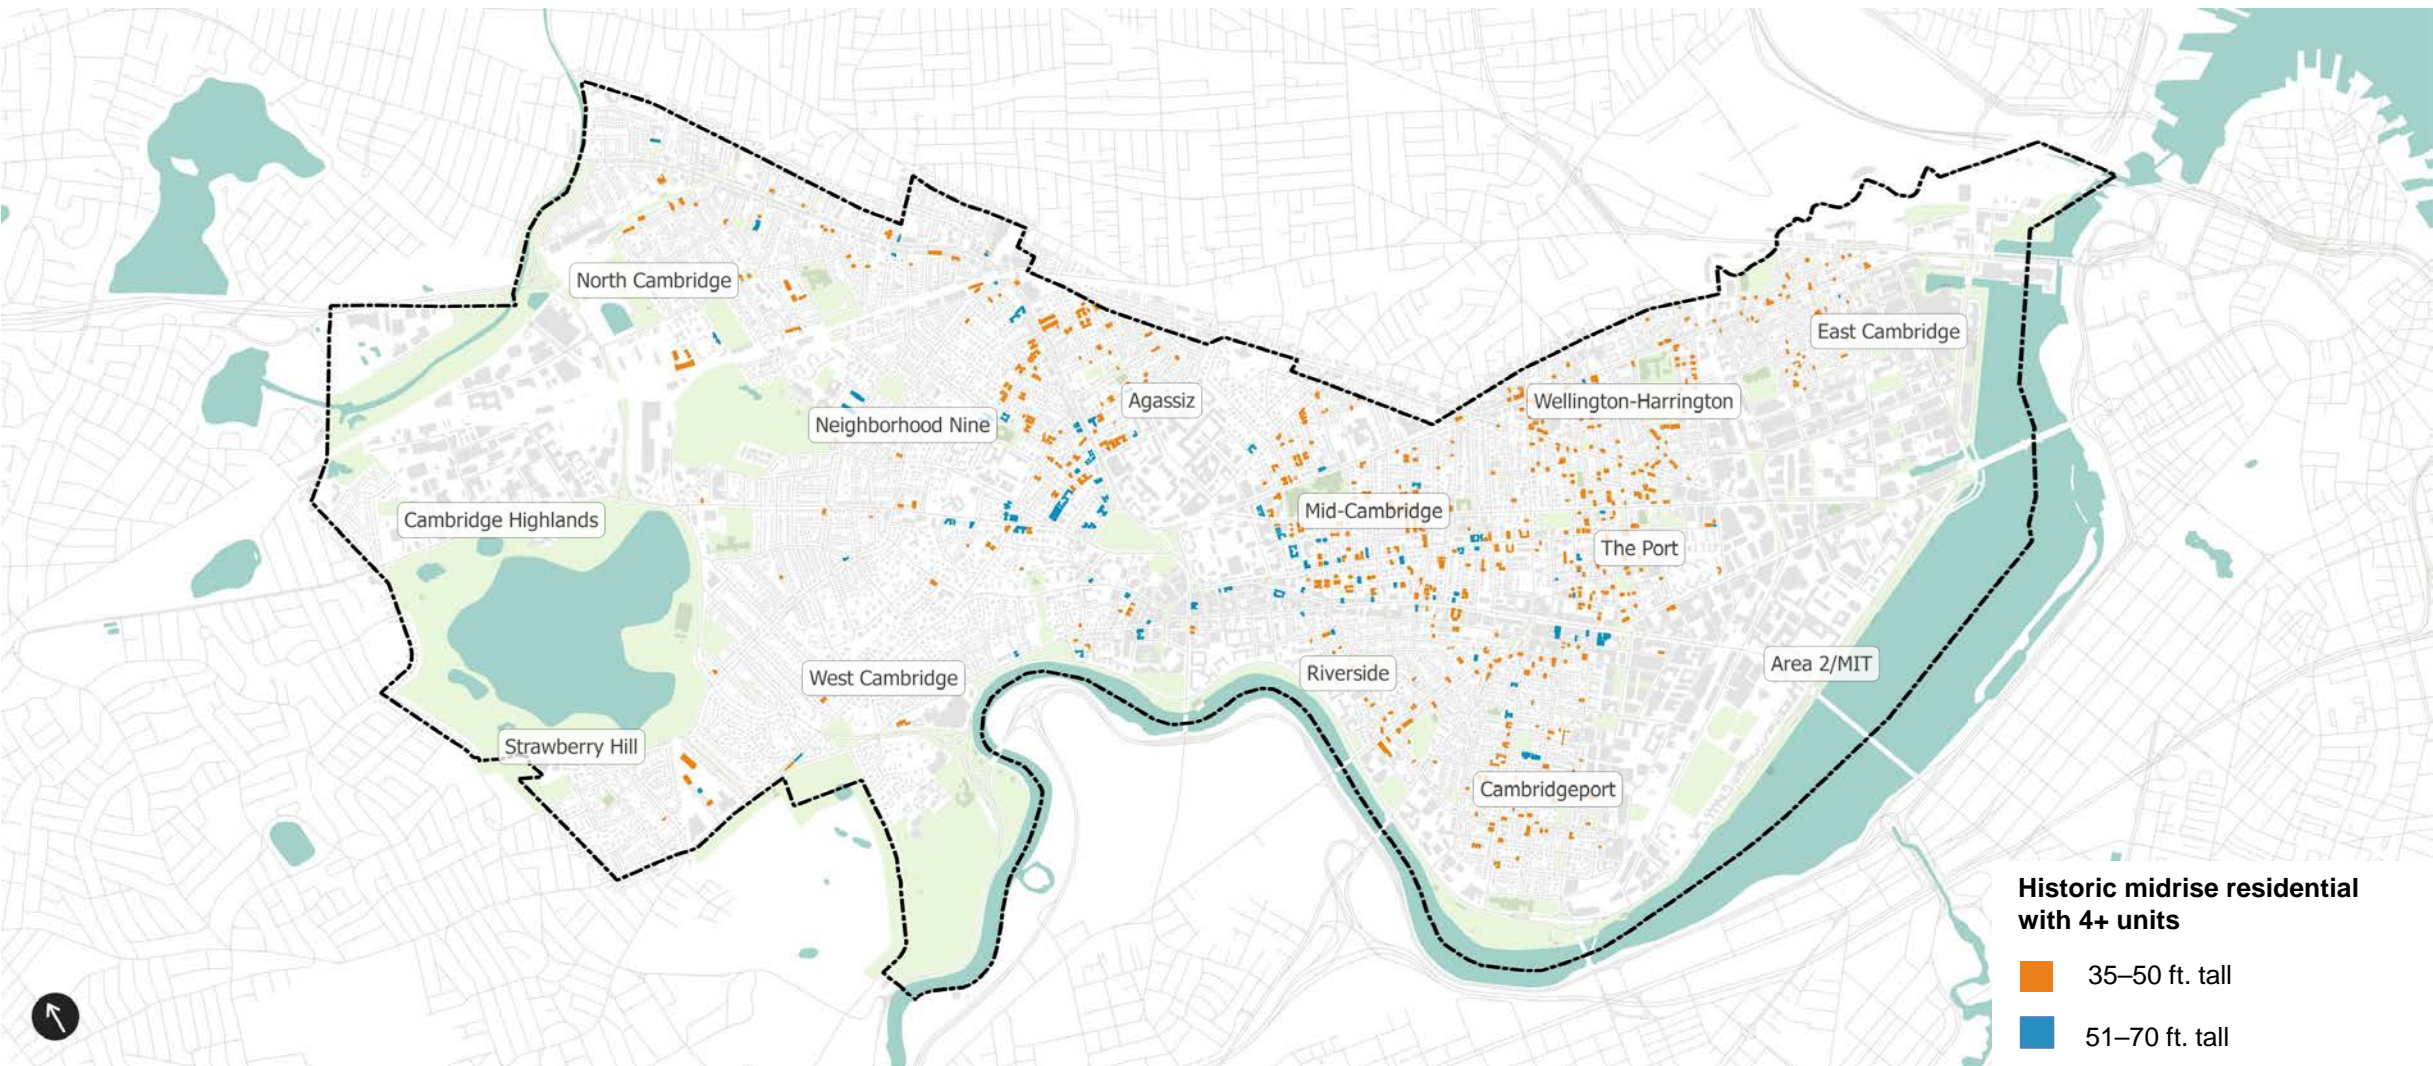 North Cambridge
East Cambridge
Agassiz
Wellington-Harrington
Neighborhood Nine
Cambridge Highlands
Mid-Cambridge
The Port
West Cambridge
Riverside
Area 2/MIT
Strawberry Hill
Cambridgeport
Historic midrise residential
with 4+ units
35–50 ft. tall
51–70 ft. tall